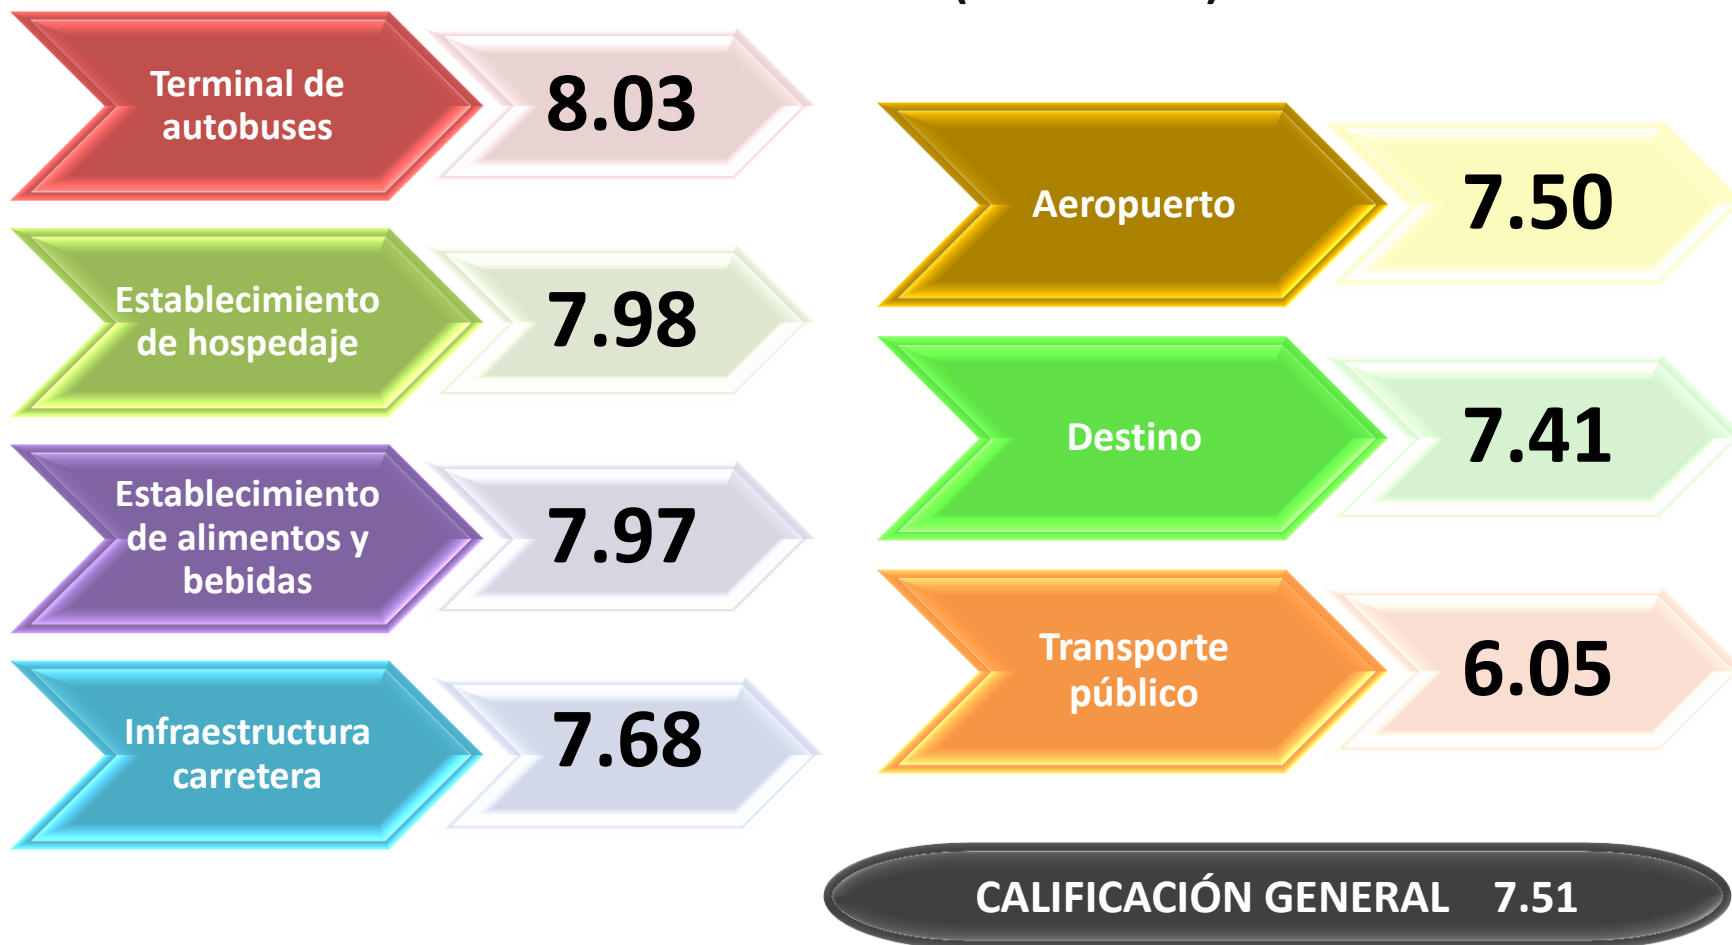 Terminal de
autobuses
8.03
Establecimiento
de hospedaje
7.98
Establecimiento
de alimentos y
bebidas
7.97
Infraestructura
carretera
7.68
Aeropuerto
7.50
Destino
7.41
Transporte
público
6.05
CALIFICACIÓN GENERAL 7.51